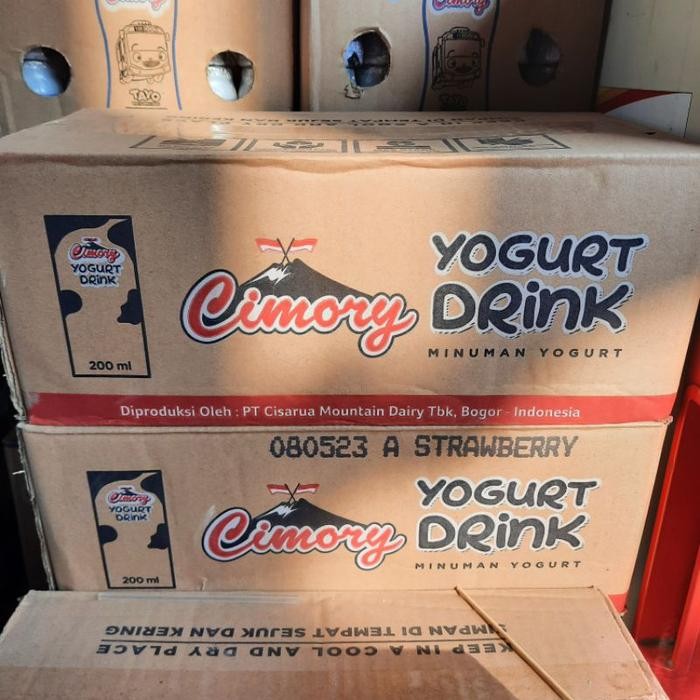 TAYO
Cimory
YOGURT
DRINK
200 ml
Cimory
YOGURT
DRINK
MINUMAN YOGURT
Diproduksi Oleh : PT Cisarua Mountain Dairy Tbk, Bogor - Indonesia
080523 A STRAWBERRY
Cimory
YOGURT
DRINK
200 ml
Cimory
YOGURT
DRINK
MINUMAN YOGURT
KEEP IN A COOL AND DRY PLACE
SIMPAN DI TEMPAT SEJUK DAN KERING